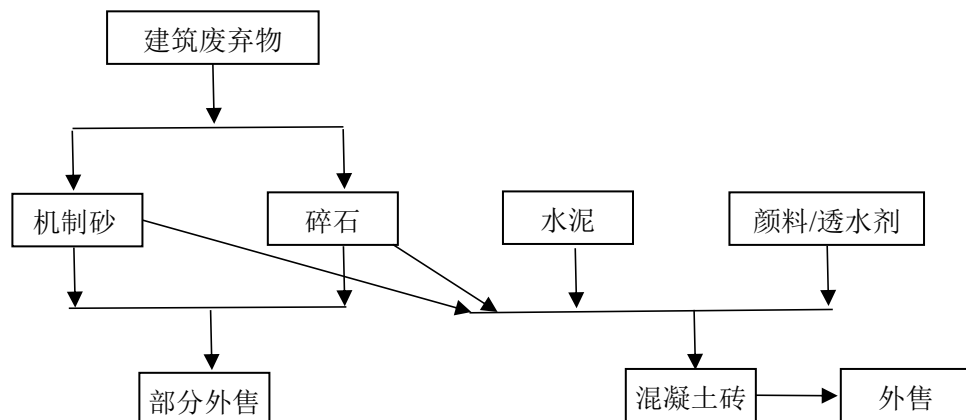 建筑废弃物
机制砂
碎石
水泥
颜料/透水剂
部分外售
混凝土砖
外售